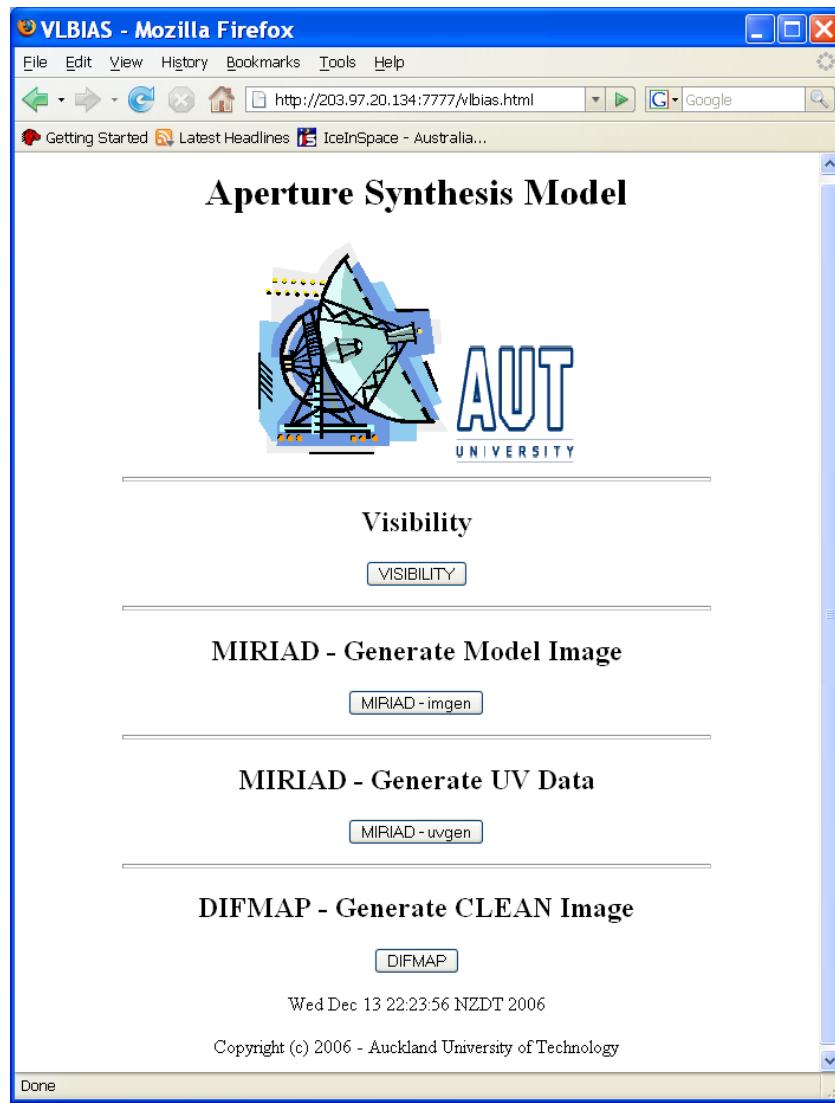 VLBIAS - Mozilla Firefox
File Edit View History Bookmarks Tools Help
http://203.97.20.134:7777/vlbias.html G Google
Getting Started Latest Headlines IceInSpace - Australia...
Aperture Synthesis Model
AUT
UNIVERSITY
Visibility
VISIBILITY
MIRIAD - Generate Model Image
MIRIAD - imgen
MIRIAD - Generate UV Data
MIRIAD - uvgen
DIFMAP - Generate CLEAN Image
DIFMAP
Wed Dec 13 22:23:56 NZDT 2006
Copyright (c) 2006 - Auckland University of Technology
Done